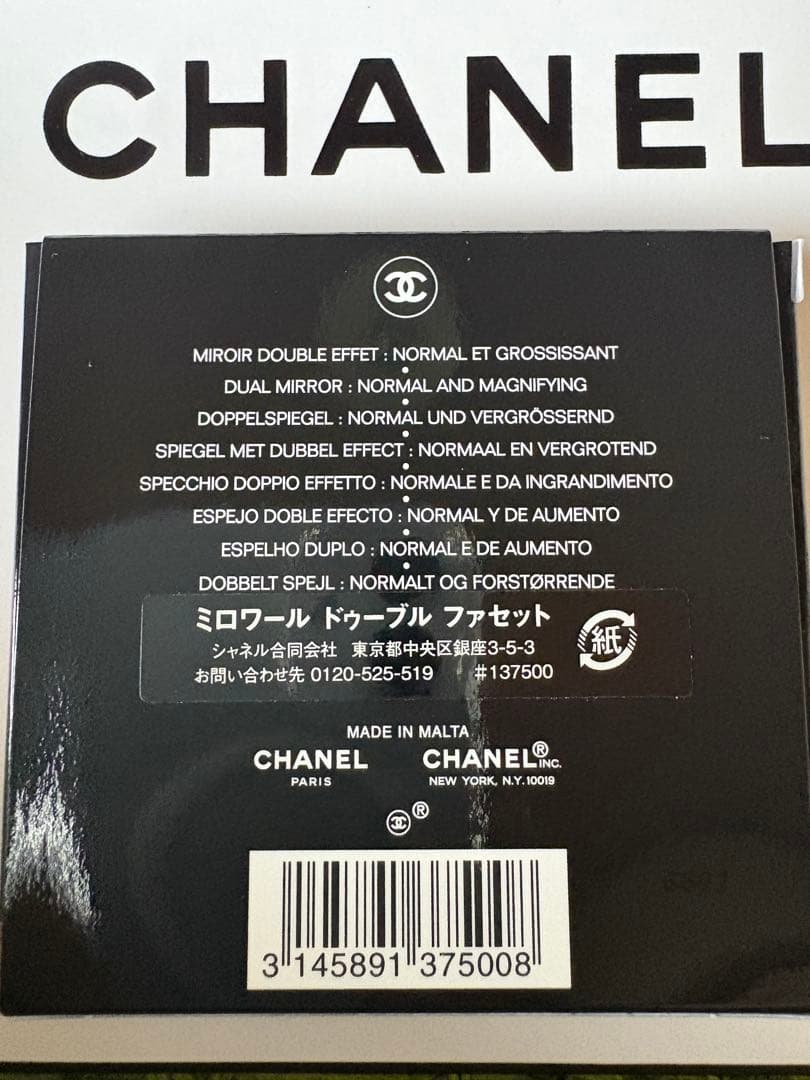 CHANEL
MIROIR DOUBLE EFFET : NORMAL ET GROSSISSANT
•
DUAL MIRROR : NORMAL AND MAGNIFYING
•
DOPPELSPIEGEL : NORMAL UND VERGRÖSSERND
•
SPIEGEL MET DUBBEL EFFECT : NORMAAL EN VERGROTEND
•
SPECCHIO DOPPIO EFFETTO : NORMALE E DA INGRANDIMENTO
•
ESPEJO DOBLE EFECTO : NORMAL Y DE AUMENTO
•
ESPELHO DUPLO : NORMAL E DE AUMENTO
•
DOBBELT SPEJL : NORMALT OG FORSTØRRENDE
ミロワール ドゥーブル ファセット
シャネル合同会社 東京都中央区銀座3-5-3
お問い合わせ先 0120-525-519 #137500
紙
MADE IN MALTA
CHANEL CHANEL® INC.
PARIS NEW YORK, N.Y. 10019
®
3 145891 375008